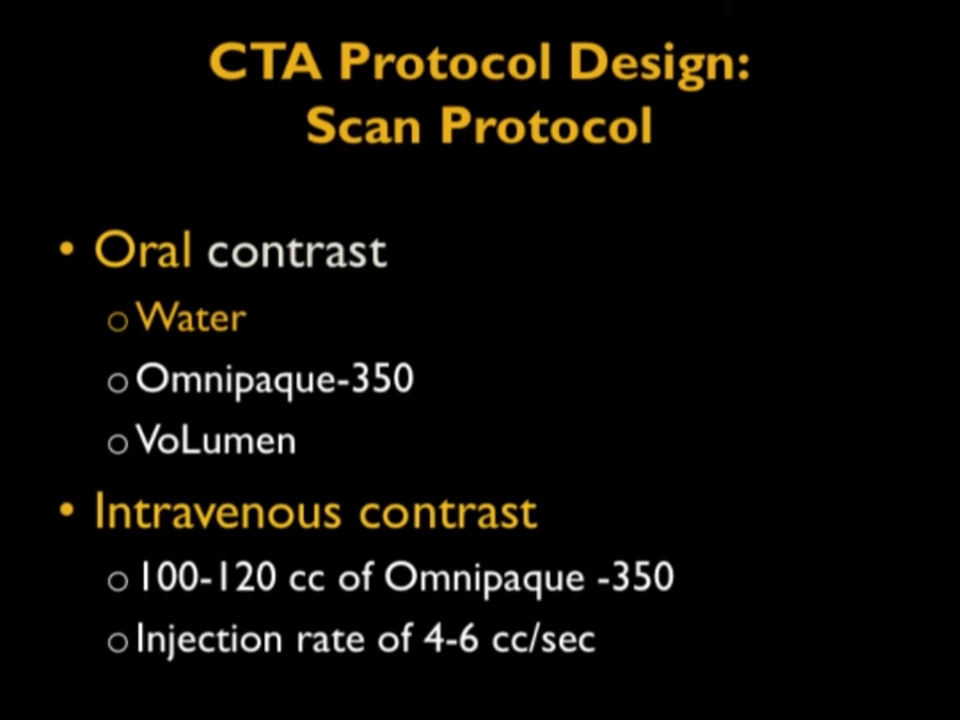 CTA Protocol Design:
Scan Protocol
• Oral contrast
o Water
o Omnipaque-350
o VoLumen
• Intravenous contrast
o 100-120 cc of Omnipaque -350
o Injection rate of 4-6 cc/sec